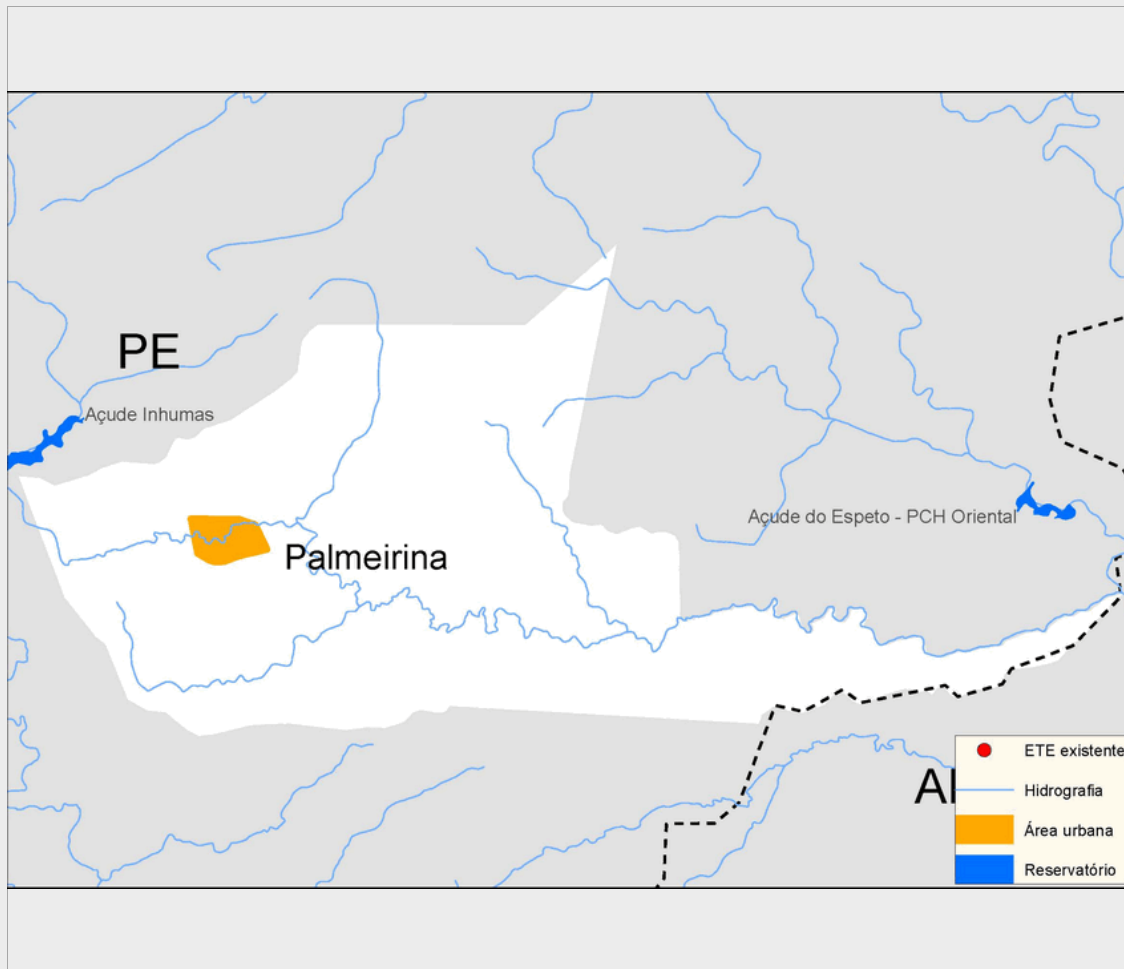 PE
Açude Inhumas
Açude do Espeto - PCH Oriental
Palmeirina
ETE existente
Hidrografia
Área urbana
Reservatório